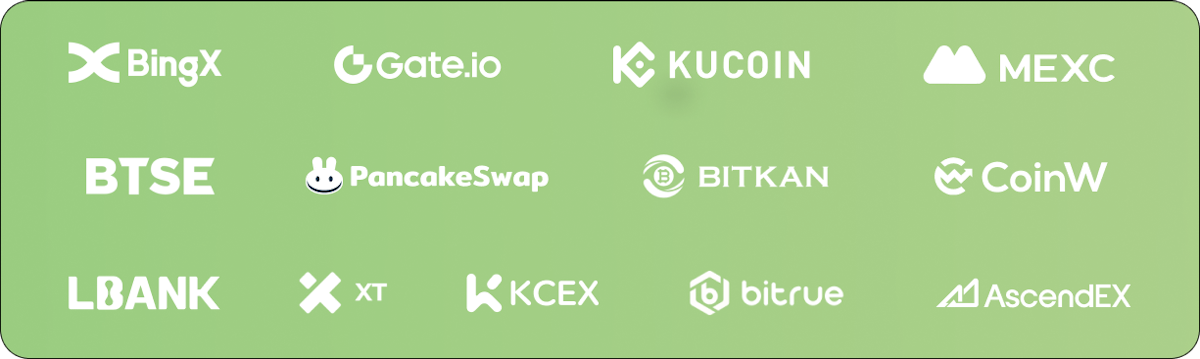 BingX Gate.io KUCOIN MEXC
BTSE PancakeSwap BITKAN CoinW
LBANK XT KCEX bitrue AscendEX